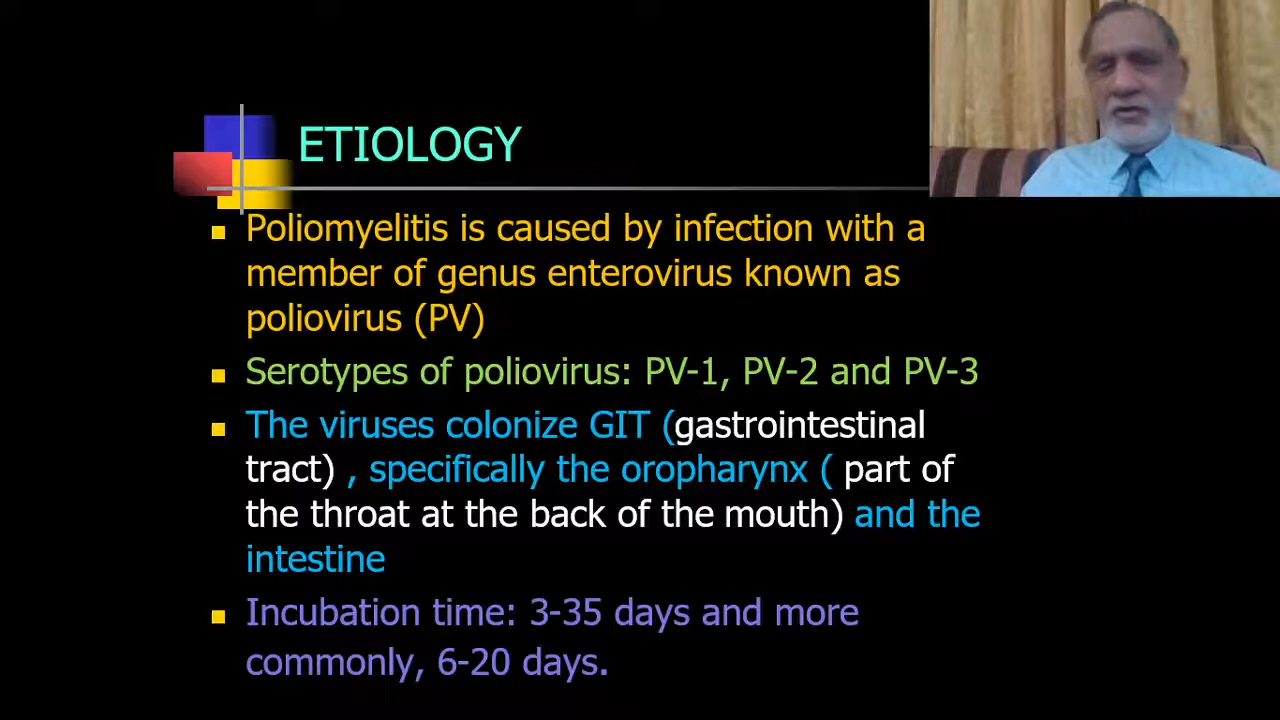 ETIOLOGY
Poliomyelitis is caused by infection with a
member of genus enterovirus known as
poliovirus (PV)
Serotypes of poliovirus: PV-1, PV-2 and PV-3
The viruses colonize GIT (gastrointestinal
tract) , specifically the oropharynx ( part of
the throat at the back of the mouth) and the
intestine
Incubation time: 3-35 days and more
commonly, 6-20 days.